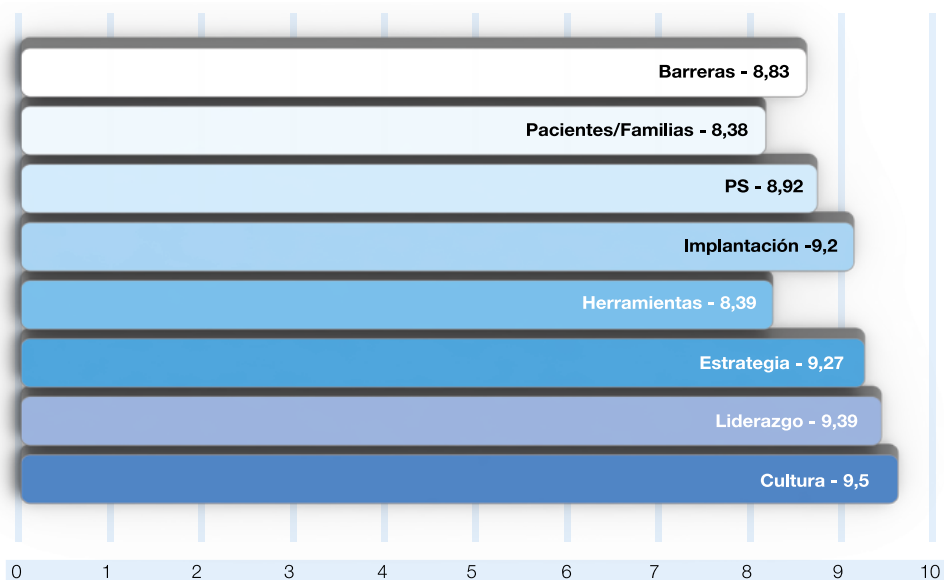 Barreras - 8,83
Pacientes/Familias - 8,38
PS - 8,92
Implantación -9,2
Herramientas - 8,39
Estrategia - 9,27
Liderazgo - 9,39
Cultura - 9,5
0 1 2 3 4 5 6 7 8 9 10